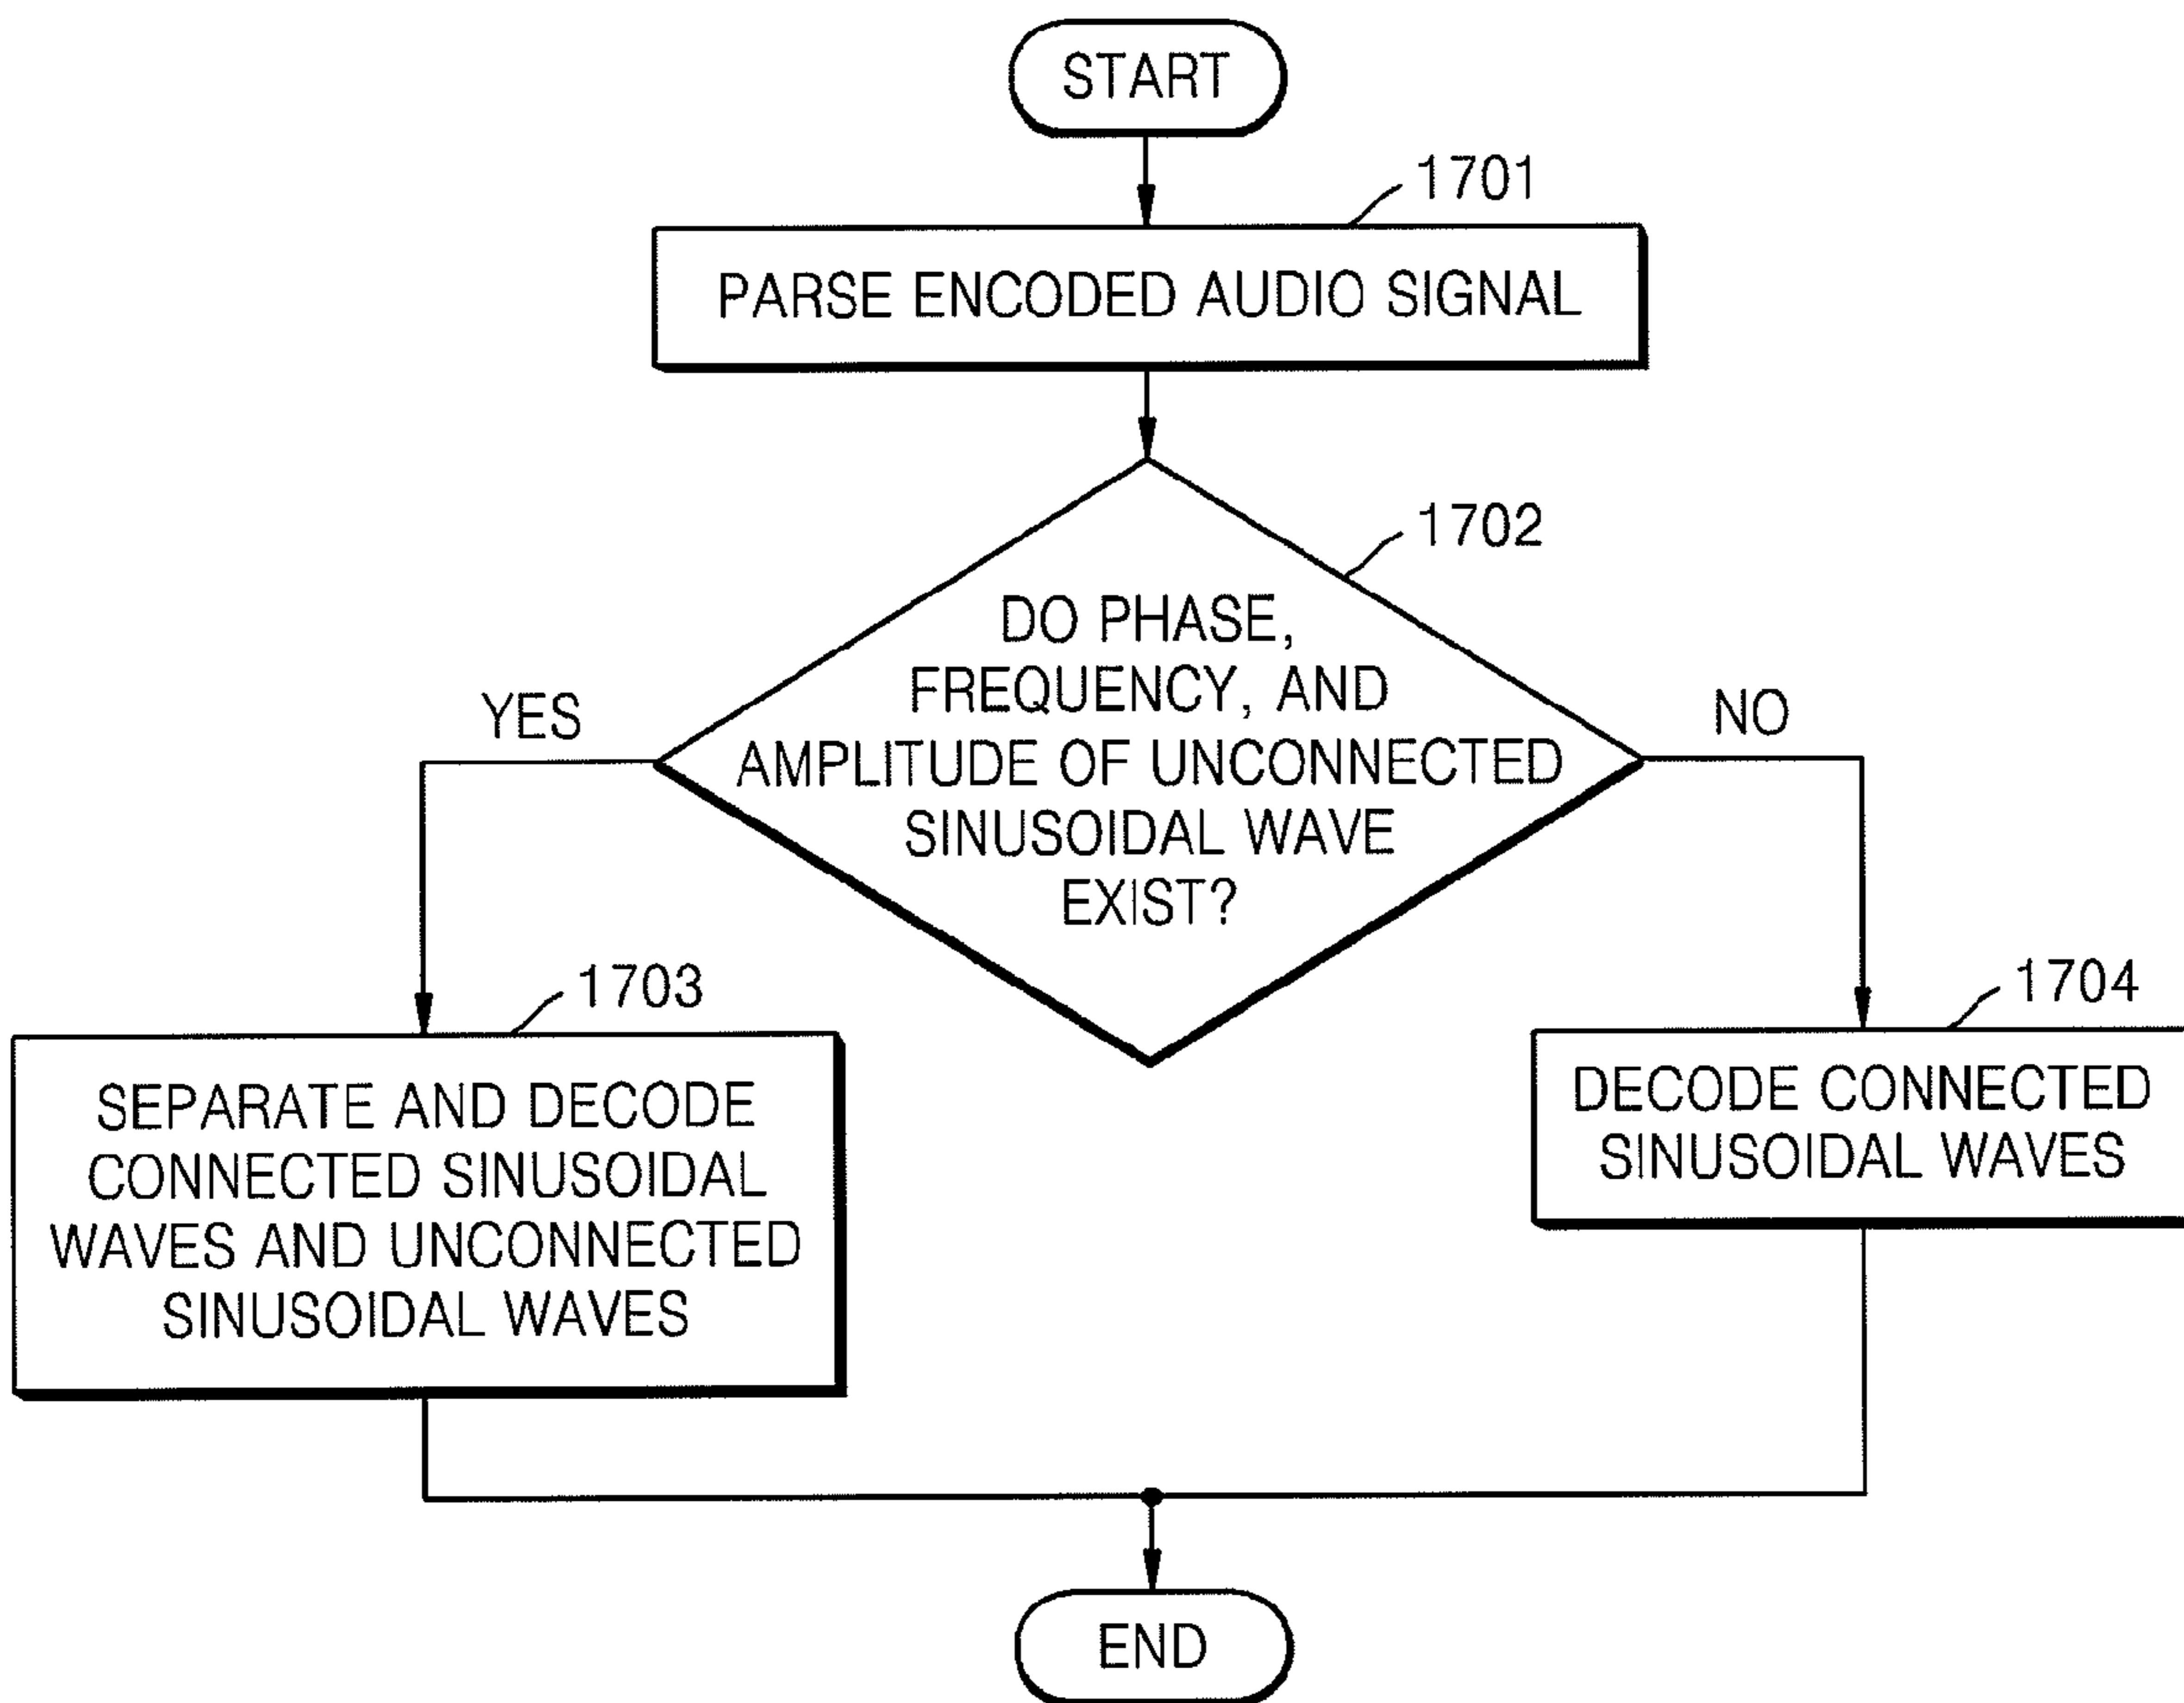 START
1701
PARSE ENCODED AUDIO SIGNAL
1702
DO PHASE,
FREQUENCY, AND
AMPLITUDE OF UNCONNECTED
SINUSOIDAL WAVE
EXIST?
YES
NO
1703
SEPARATE AND DECODE
CONNECTED SINUSOIDAL
WAVES AND UNCONNECTED
SINUSOIDAL WAVES
1704
DECODE CONNECTED
SINUSOIDAL WAVES
END